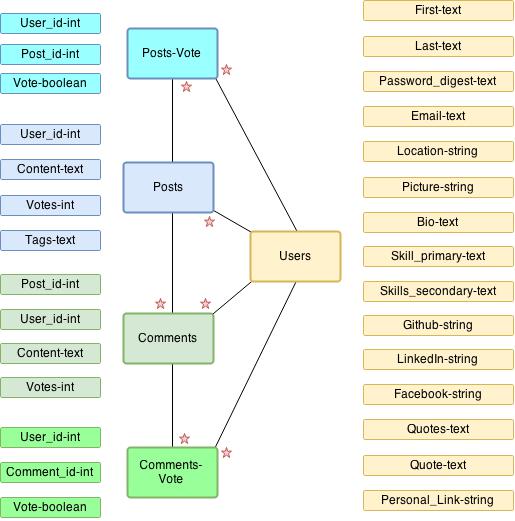 User_id-int
Post_id-int
Vote-boolean
User_id-int
Content-text
Votes-int
Tags-text
Post_id-int
User_id-int
Content-text
Votes-int
User_id-int
Comment_id-int
Vote-boolean
Posts-Vote
Posts
Comments
Comments-
Vote
Users
First-text
Last-text
Password_digest-text
Email-text
Location-string
Picture-string
Bio-text
Skill_primary-text
Skills_secondary-text
Github-string
LinkedIn-string
Facebook-string
Quotes-text
Quote-text
Personal_Link-string